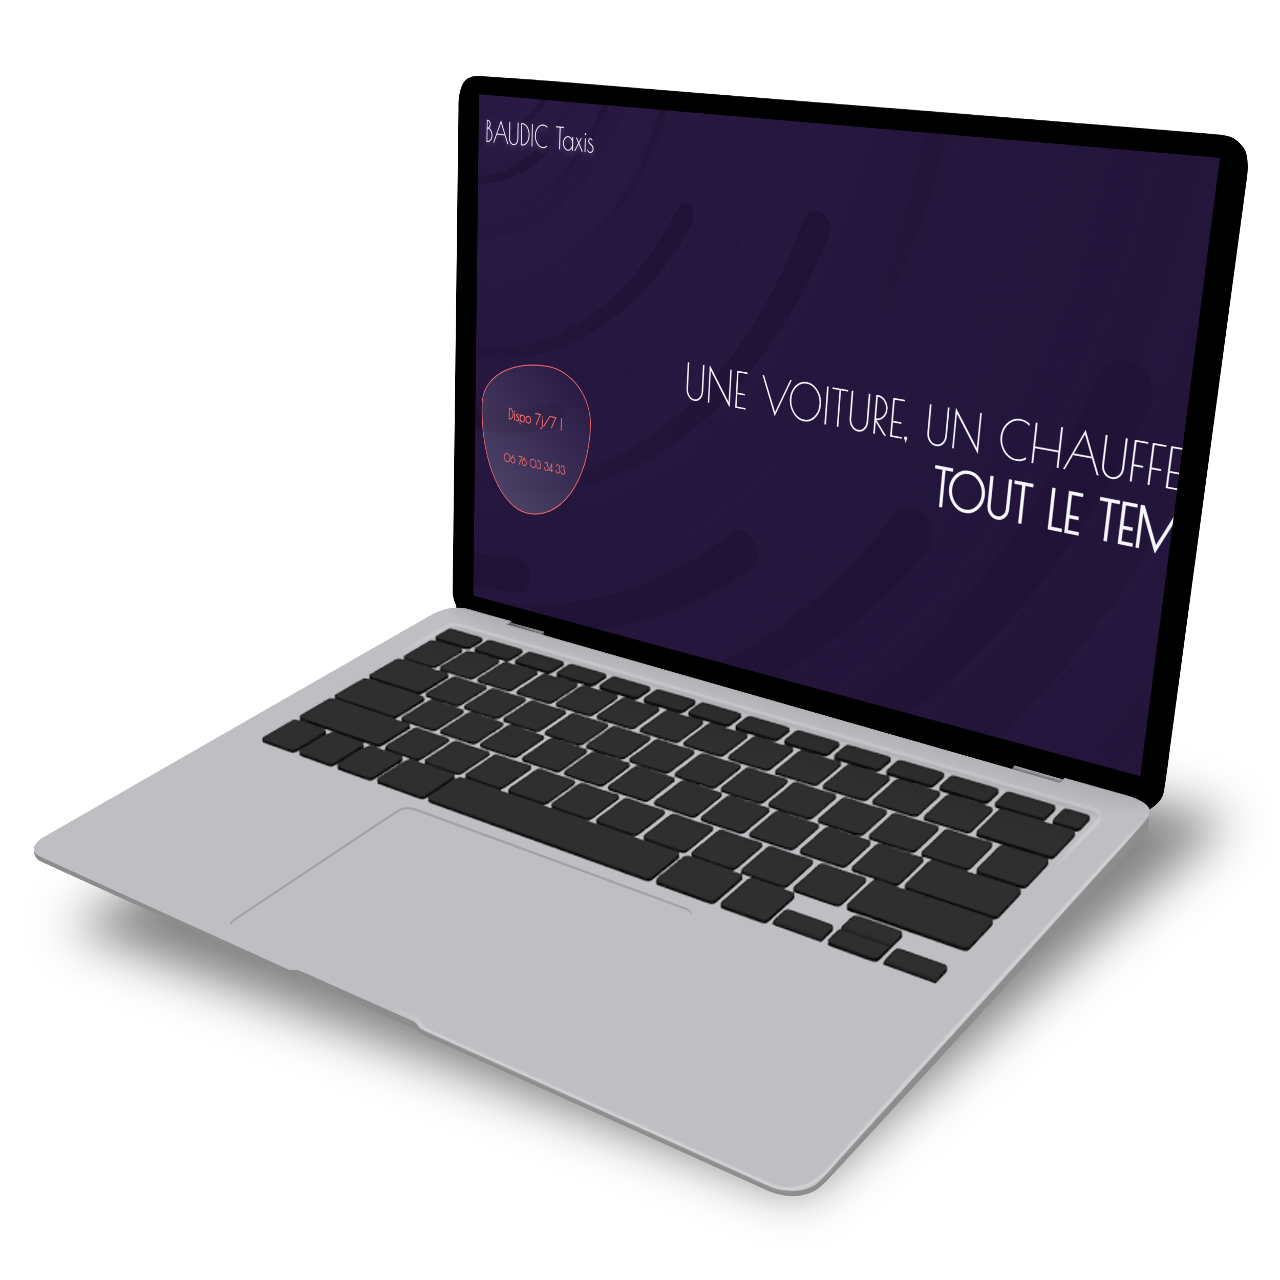 BAUDIC Taxis
UNE VOITURE, UN CHAUFFE
TOUT LE TEM
Dispo 7j/7 !
06 76 03 34 33